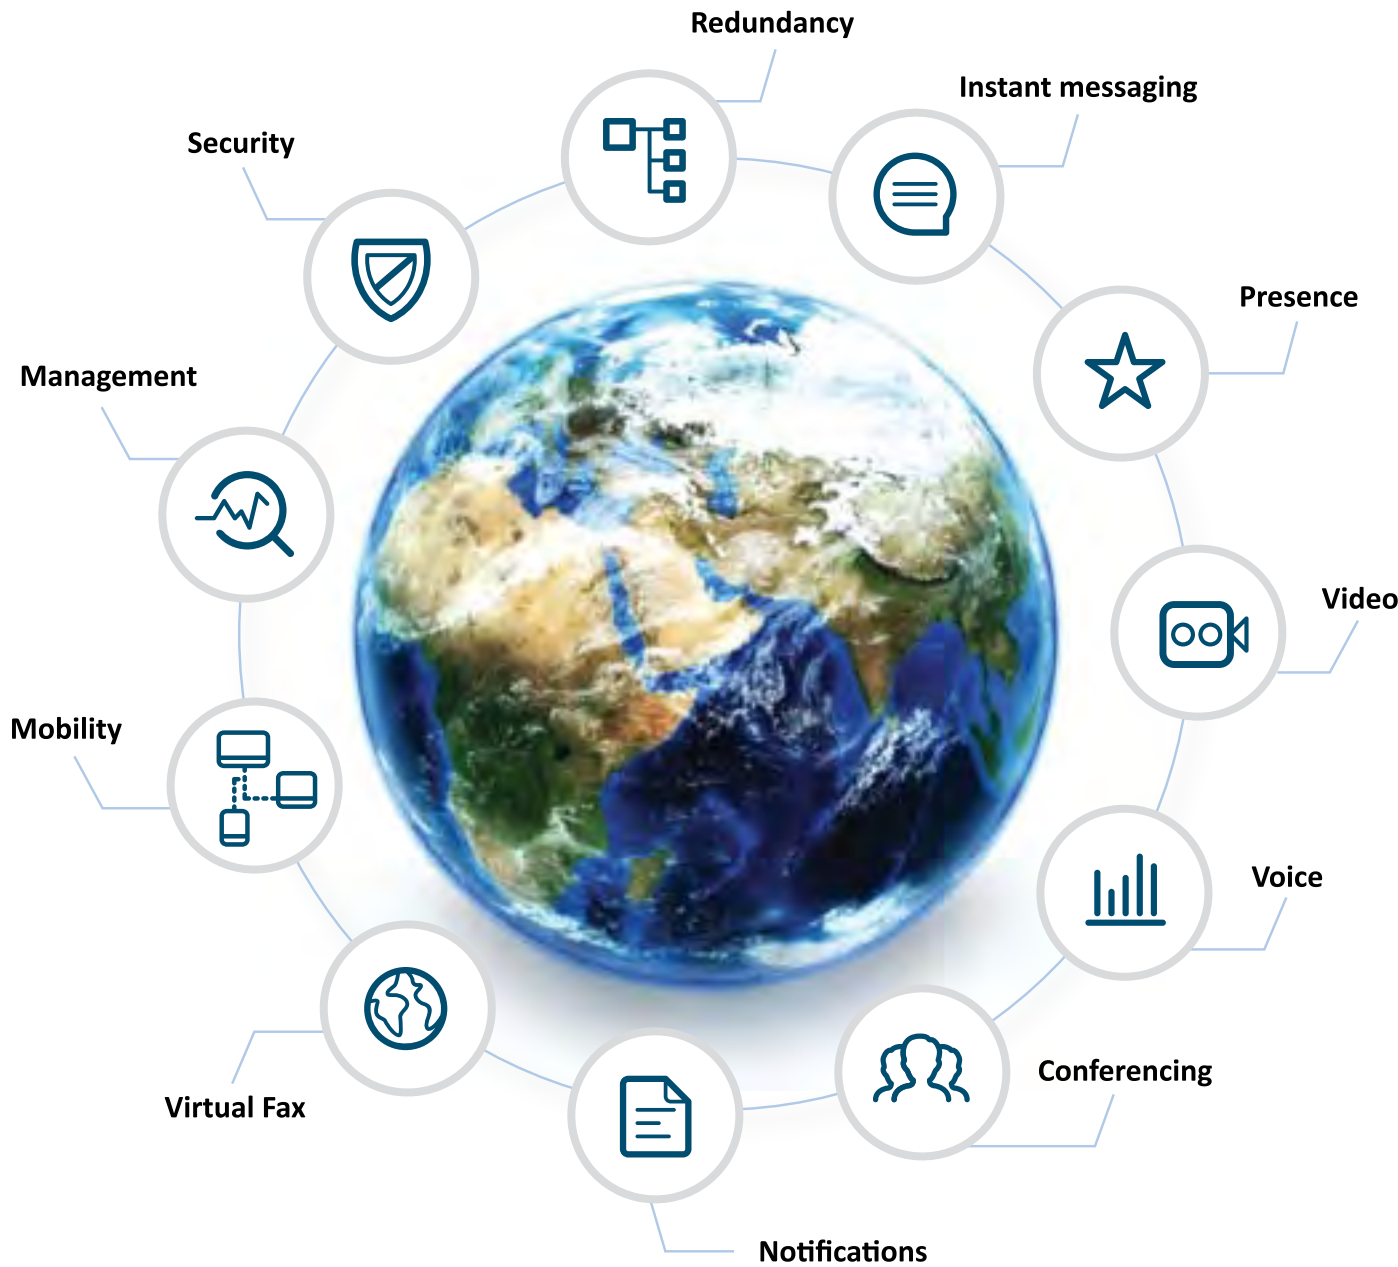 Redundancy
Instant messaging
Security
Presence
Management
Video
Mobility
Voice
Conferencing
Virtual Fax
Notifications